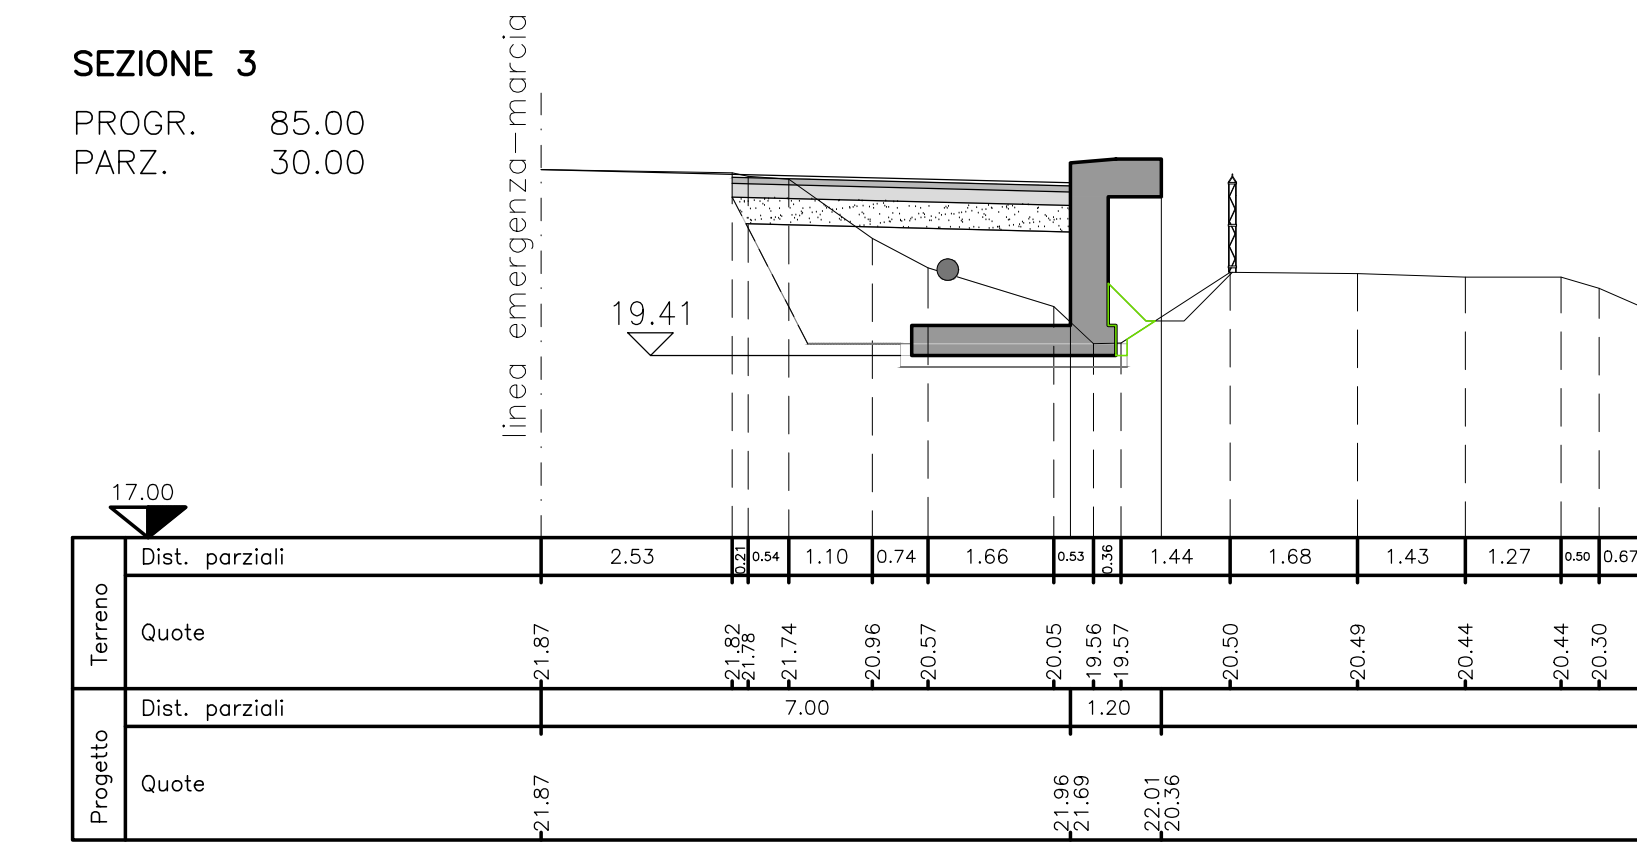 SEZIONE 3
PROGR. 85.00
PARZ. 30.00
linea emergenza-marcia
19.41
17.00
Terreno
Dist. parziali 2.53 0.21 0.54 1.10 0.74 1.66 0.53 0.36 1.44 1.68 1.43 1.27 0.50 0.67
Quote 21.87 21.82 21.78 21.74 20.96 20.57 20.05 19.56 19.57 20.50 20.49 20.44 20.44 20.30
Progetto
Dist. parziali 7.00 1.20
Quote 21.87 21.96 21.69 22.01 20.36